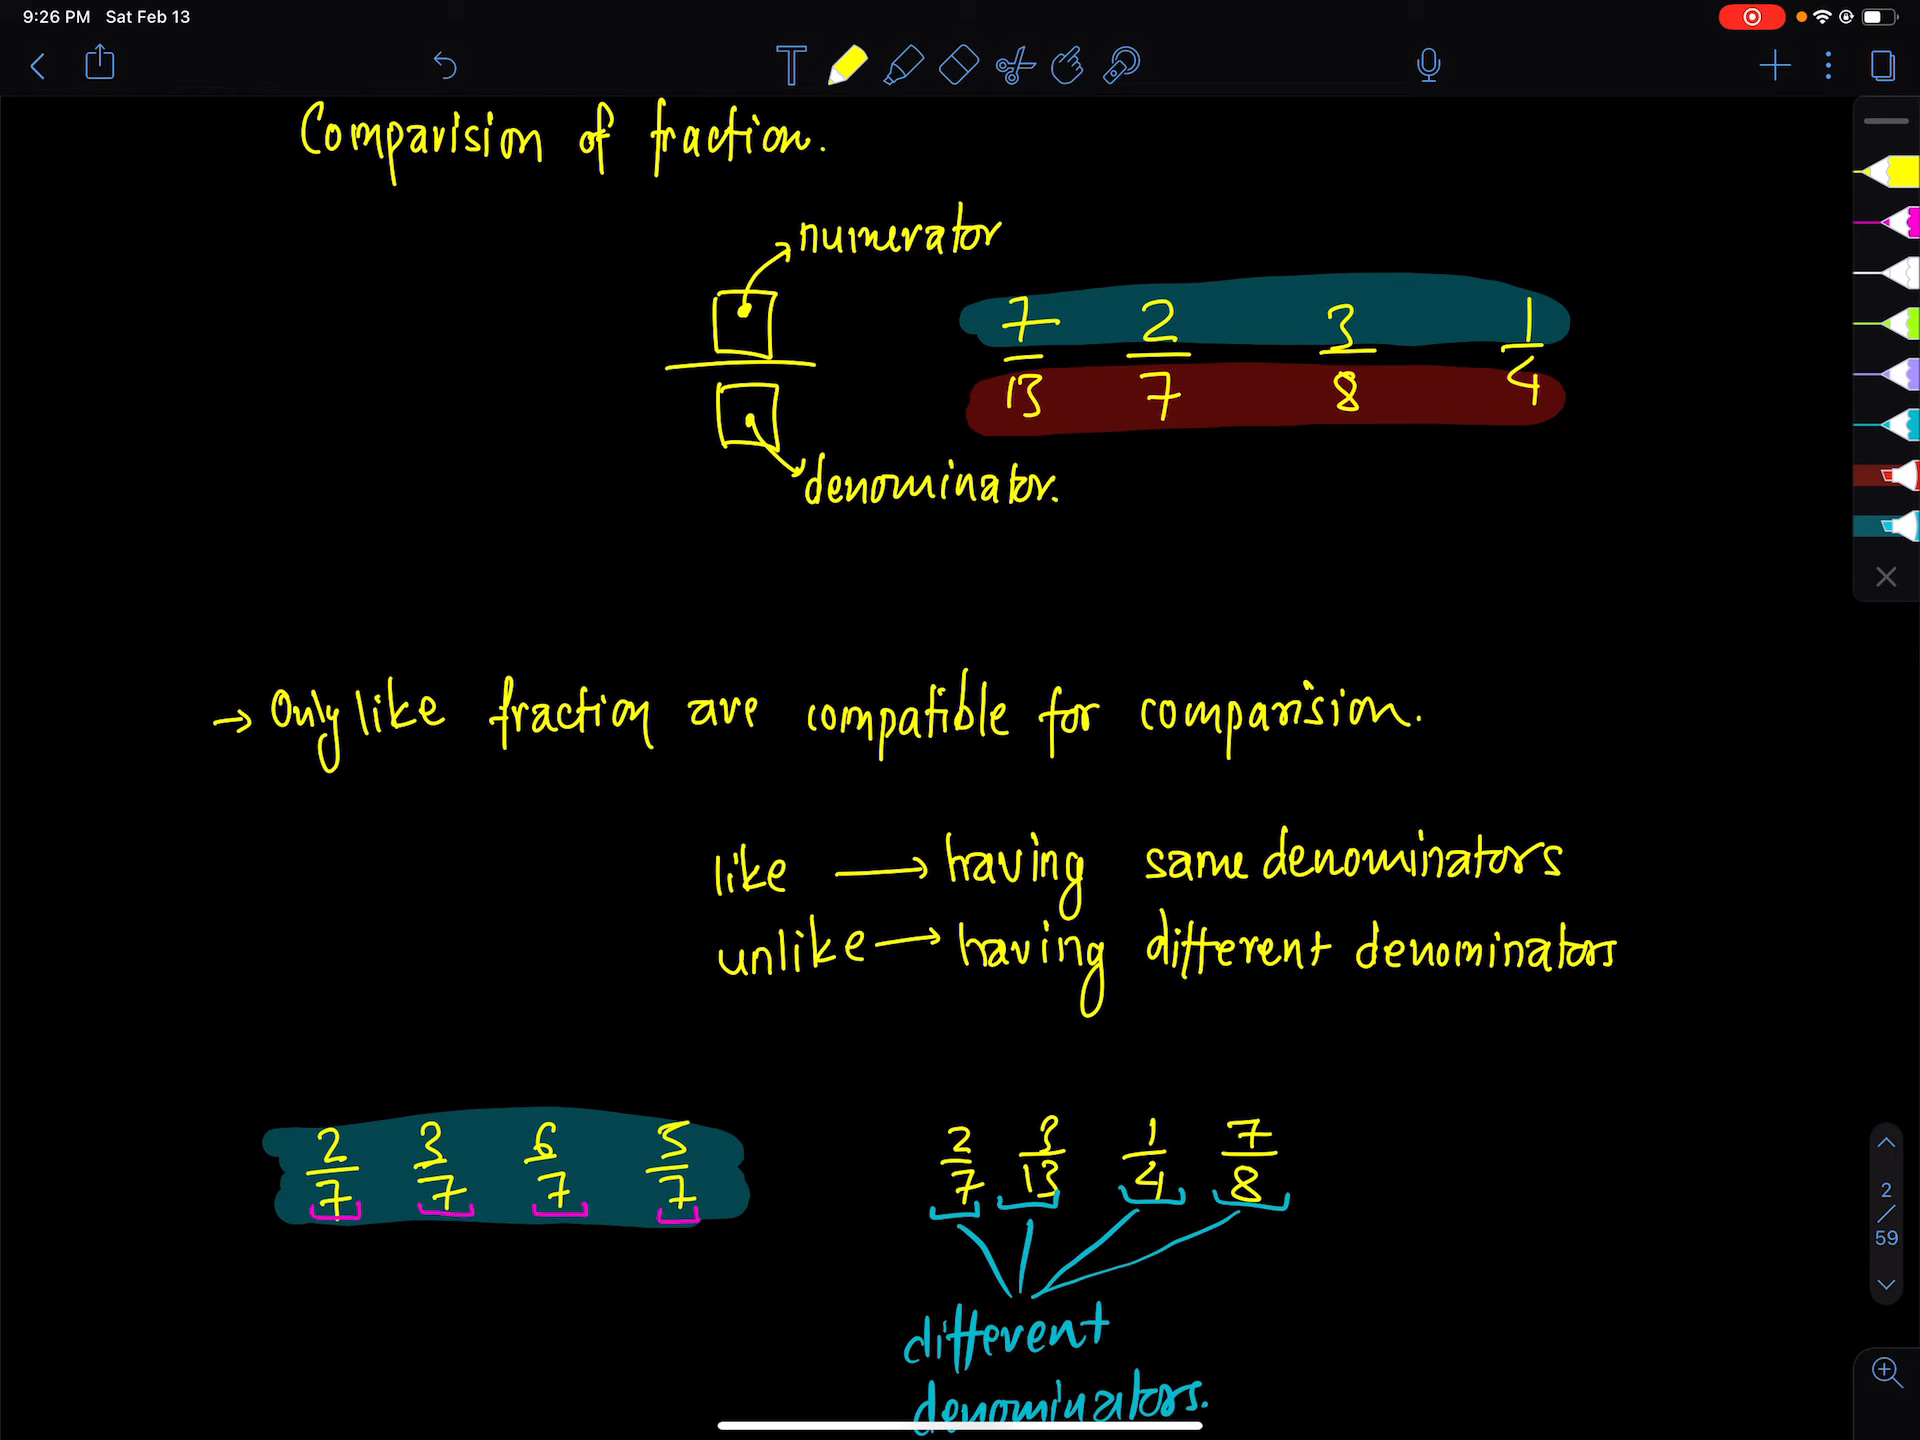 9:26 PM Sat Feb 13
Comparision of fraction.
numerator
7 2 3 1
13 7 8 4
denominator.
→ Only like fraction are compatible for comparision.
like → having same denominators
unlike → having different denominators
2 3 6 5
7 7 7 7
2 3 1 7
7 13 4 8
2
/
59
different
denominators.